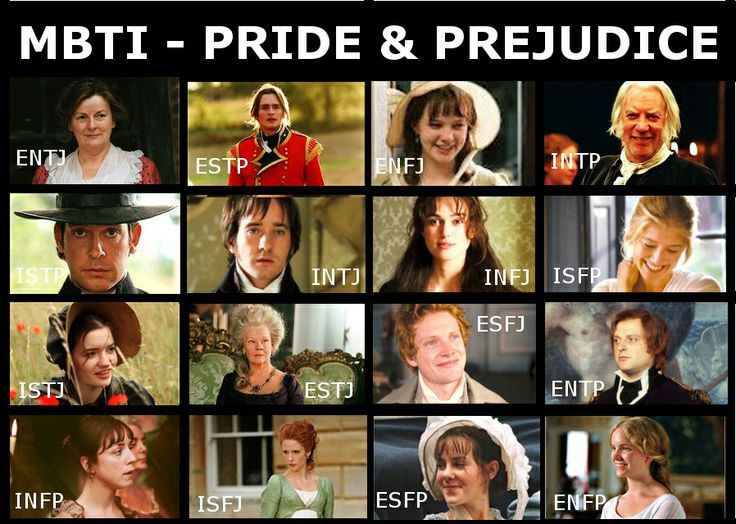 MBTI - PRIDE & PREJUDICE
ENTJ
ESTP
ENFJ
INTP
ISTP
INTJ
INFJ
ISFP
ISTJ
ESTJ
ESFJ
ENTP
INFP
ISFJ
ESFP
ENFP